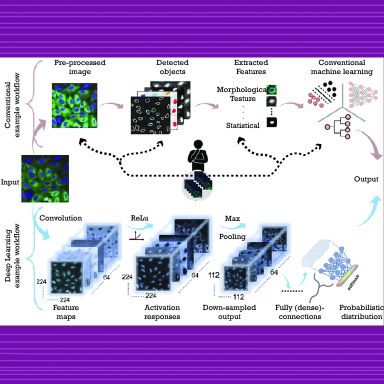 Conventional
example workflow
Pre-processed
image
Detected
objects
Extracted
Features
Conventional
machine learning
Morphologica
Texture
Statistical
Input
Output
Deep Learning
example workflow
Convolution
ReLu
Max
Pooling
224
224
64
Feature
maps
224
224
64
Activation
responses
112
112
64
Down-sampled
output
Fully (dense)-
connections
softmax
Probabilistic
distribution